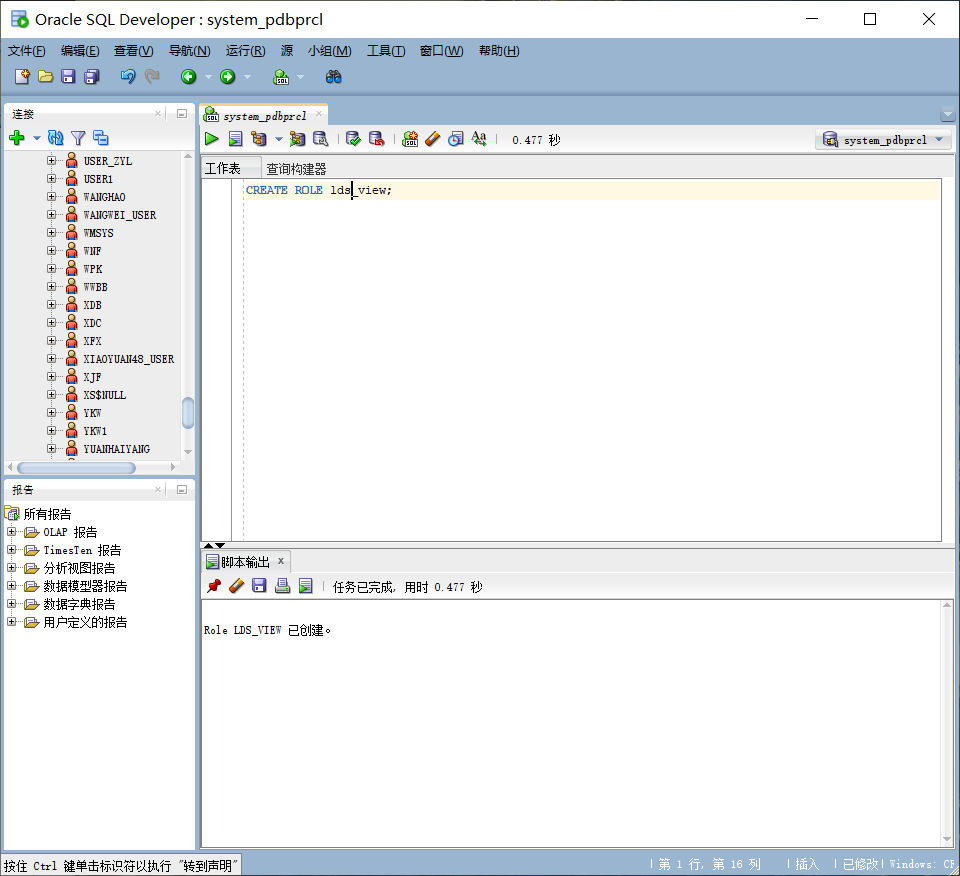 Oracle SQL Developer : system_pdbprcl
文件(F) 编辑(E) 查看(V) 导航(N) 运行(R) 源 小组(M) 工具(T) 窗口(W) 帮助(H)
连接
USER_ZYL
USER1
WANGHAO
WANGWEI_USER
WMSYS
WNF
WPK
WWBB
XDB
XDC
XFX
XIAOYUAN48_USER
XJF
XS$NULL
YKW
YKW1
YUANHAIYANG
报告
所有报告
OLAP 报告
TimesTen 报告
分析视图报告
数据模型器报告
数据字典报告
用户定义的报告
system_pdbprcl
0.477 秒
system_pdbprcl
工作表 查询构建器
CREATE ROLE lds_view;
脚本输出
任务已完成, 用时 0.477 秒
Role LDS_VIEW 已创建。
按住 Ctrl 键单击标识符以执行 "转到声明"
第 1 行, 第 16 列 插入 已修改 Windows: CF